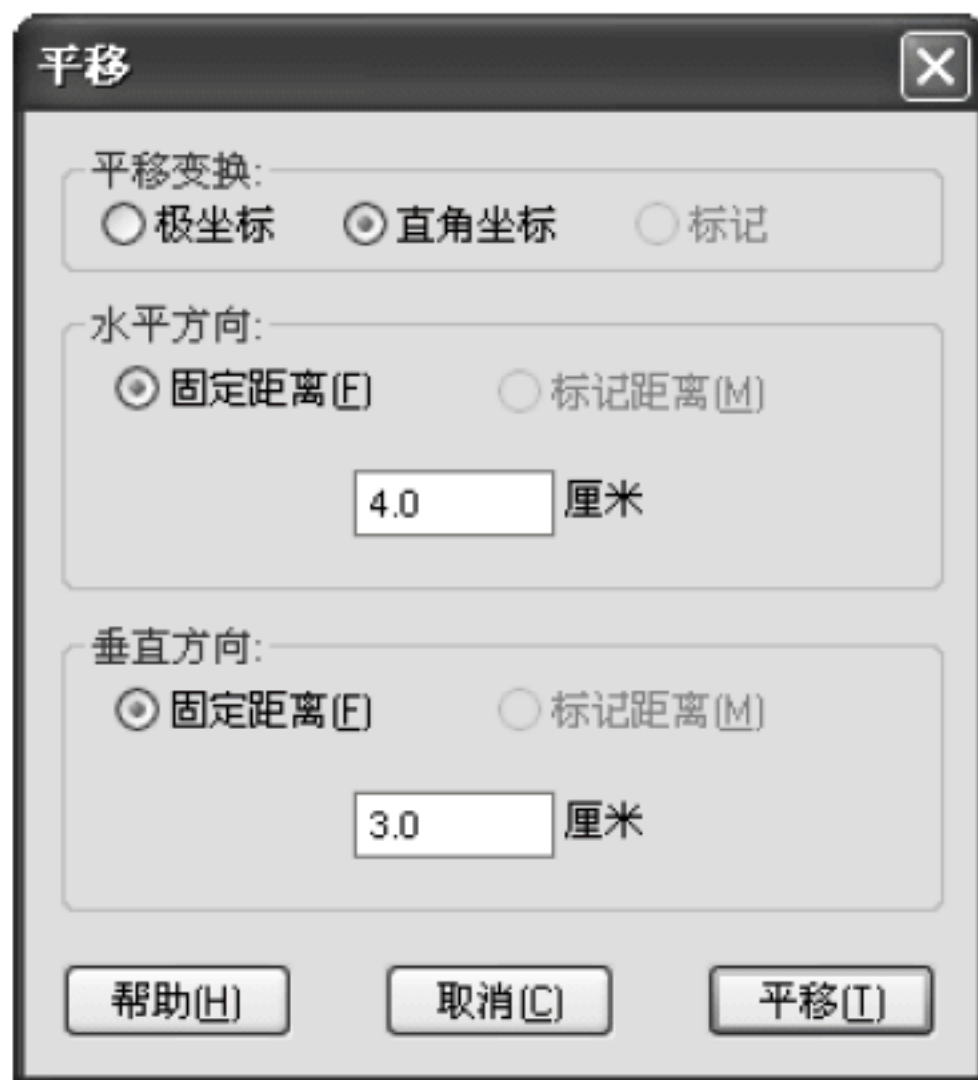 平移
平移变换:
极坐标 直角坐标 标记
水平方向:
固定距离(F) 标记距离(M)
4.0 厘米
垂直方向:
固定距离(F) 标记距离(M)
3.0 厘米
帮助(H) 取消(C) 平移(T)